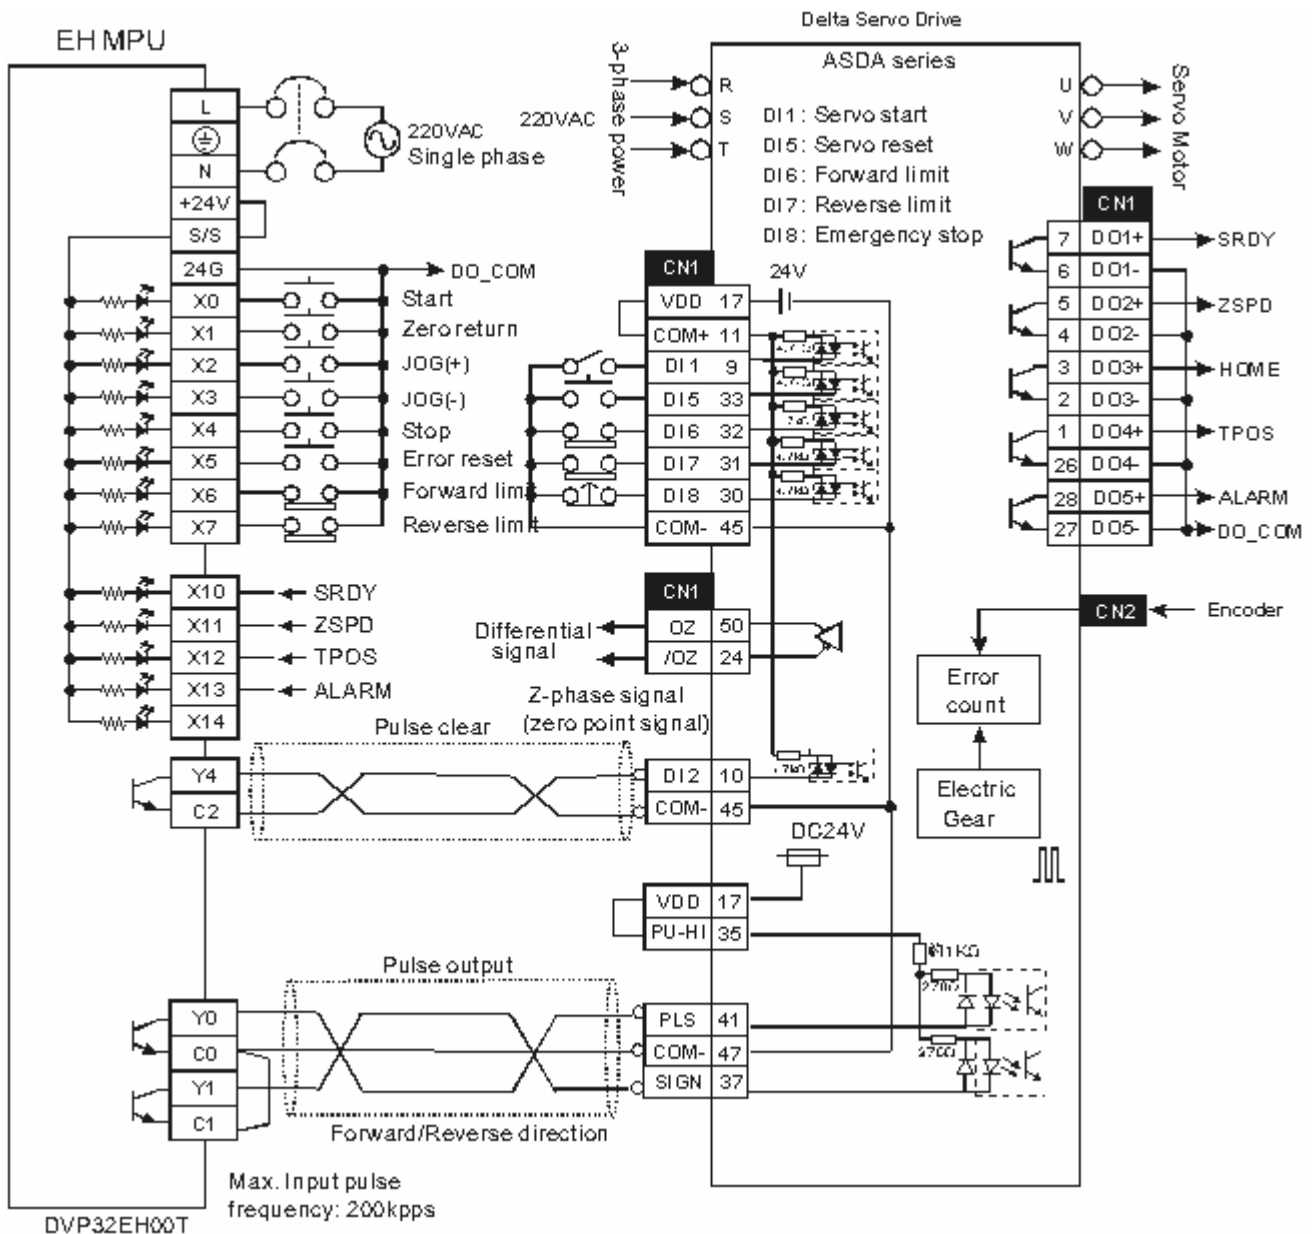 Delta Servo Drive
EH MPU
ASDA series
3-phase power
220VAC
R
S
T
U
V
W
Servo Motor
DI1: Servo start
DI5: Servo reset
DI6: Forward limit
DI7: Reverse limit
DI8: Emergency stop
L
N
220VAC
Single phase
+24V
S/S
24G
DO_COM
X0
Start
X1
Zero return
X2
JOG(+)
X3
JOG(-)
X4
Stop
X5
Error reset
X6
Forward limit
X7
Reverse limit
X10
SRDY
X11
ZSPD
X12
TPOS
X13
ALARM
X14
CN1
24V
VDD 17
COM+ 11
DI1 9
DI5 33
DI6 32
DI7 31
DI8 30
COM- 45
4.7KΩ
4.7KΩ
CN1
7 DO1+
SRDY
6 DO1-
5 DO2+
ZSPD
4 DO2-
3 DO3+
HOME
2 DO3-
1 DO4+
TPOS
26 DO4-
28 DO5+
ALARM
27 DO5-
DO_COM
CN1
OZ 50
/OZ 24
Differential
signal
Z-phase signal
(zero point signal)
CN2
Encoder
Error
count
Electric
Gear
Pulse clear
Y4
C2
DI2 10
COM- 45
DC24V
VDD 17
PU-HI 35
1KΩ
270Ω
270Ω
Pulse output
Y0
C0
Y1
C1
PLS 41
COM- 47
SIGN 37
Forward/Reverse direction
Max. Input pulse
frequency: 200kpps
DVP32EH00T